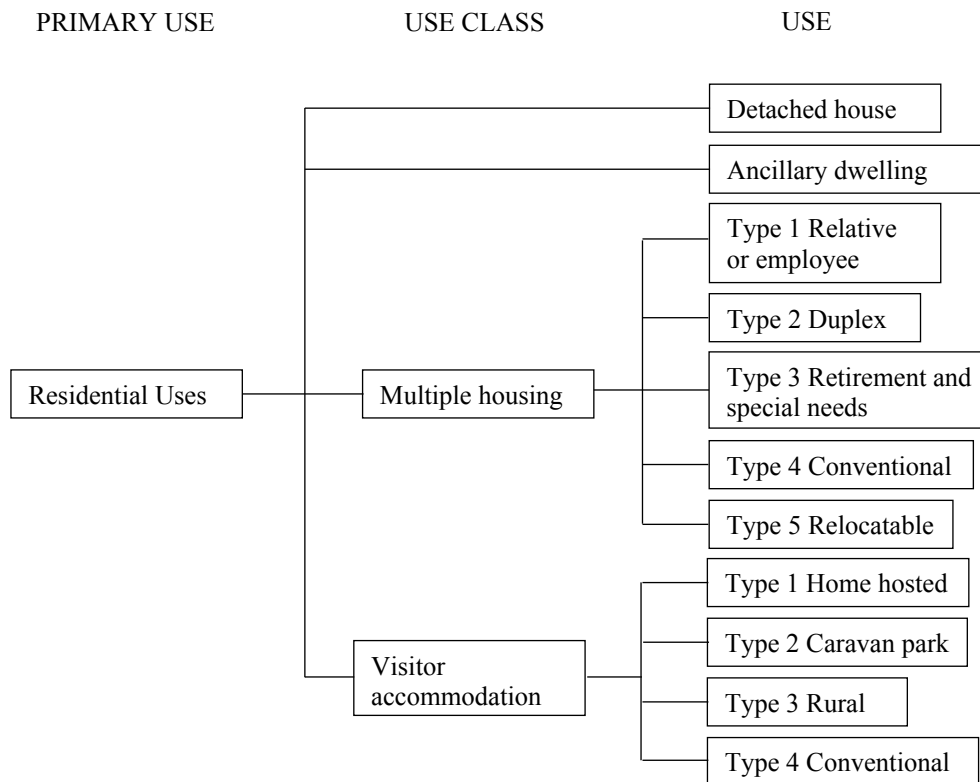 PRIMARY USE
USE CLASS
USE
Detached house
Ancillary dwelling
Type 1 Relative
or employee
Type 2 Duplex
Residential Uses
Multiple housing
Type 3 Retirement and
special needs
Type 4 Conventional
Type 5 Relocatable
Type 1 Home hosted
Type 2 Caravan park
Visitor
accommodation
Type 3 Rural
Type 4 Conventional